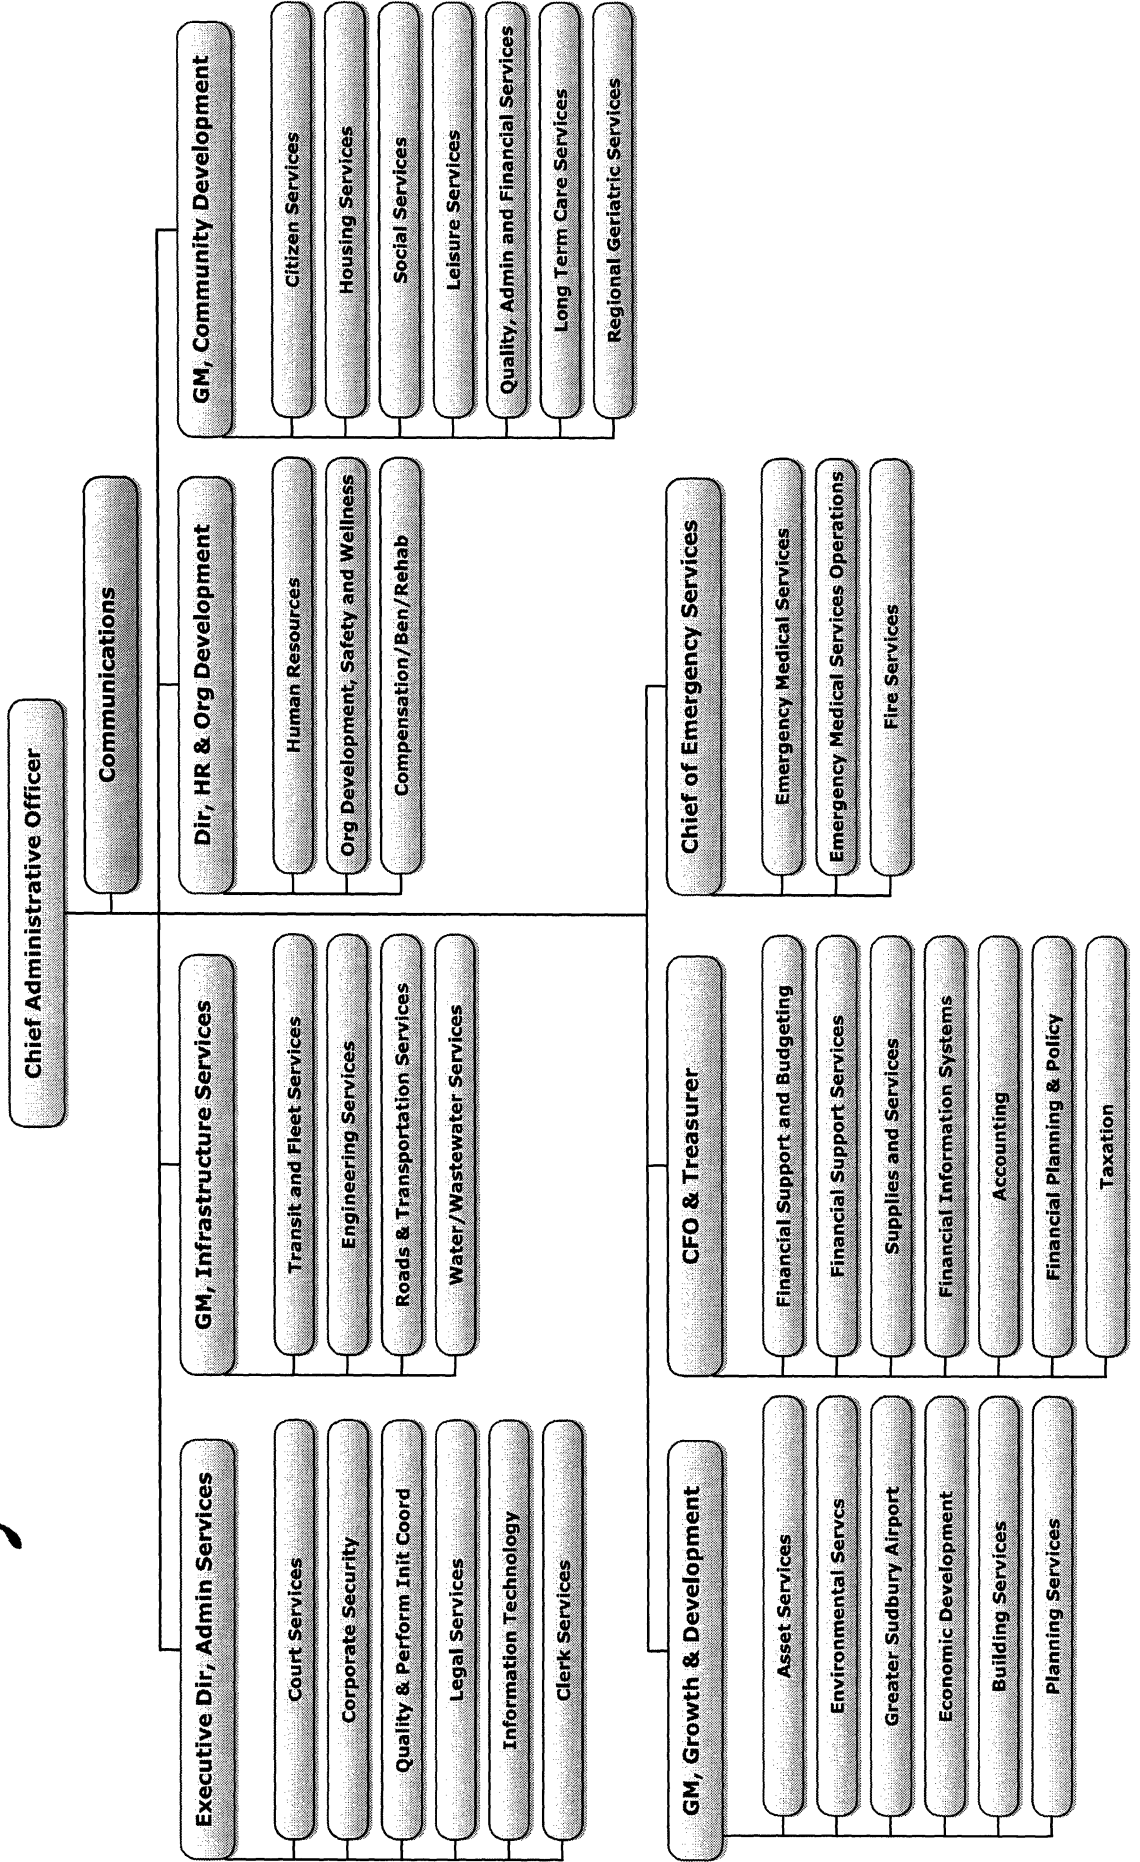 Chief Administrative Officer
Communications
Executive Dir, Admin Services
Court Services
Corporate Security
Quality & Perform Init Coord
Legal Services
Information Technology
Clerk Services
GM, Infrastructure Services
Transit and Fleet Services
Engineering Services
Roads & Transportation Services
Water/Wastewater Services
Dir, HR & Org Development
Human Resources
Org Development, Safety and Wellness
Compensation/Ben/Rehab
GM, Community Development
Citizen Services
Housing Services
Social Services
Leisure Services
Quality, Admin and Financial Services
Long Term Care Services
Regional Geriatric Services
GM, Growth & Development
Asset Services
Environmental Servcs
Greater Sudbury Airport
Economic Development
Building Services
Planning Services
CFO & Treasurer
Financial Support and Budgeting
Financial Support Services
Supplies and Services
Financial Information Systems
Accounting
Financial Planning & Policy
Taxation
Chief of Emergency Services
Emergency Medical Services
Emergency Medical Services Operations
Fire Services